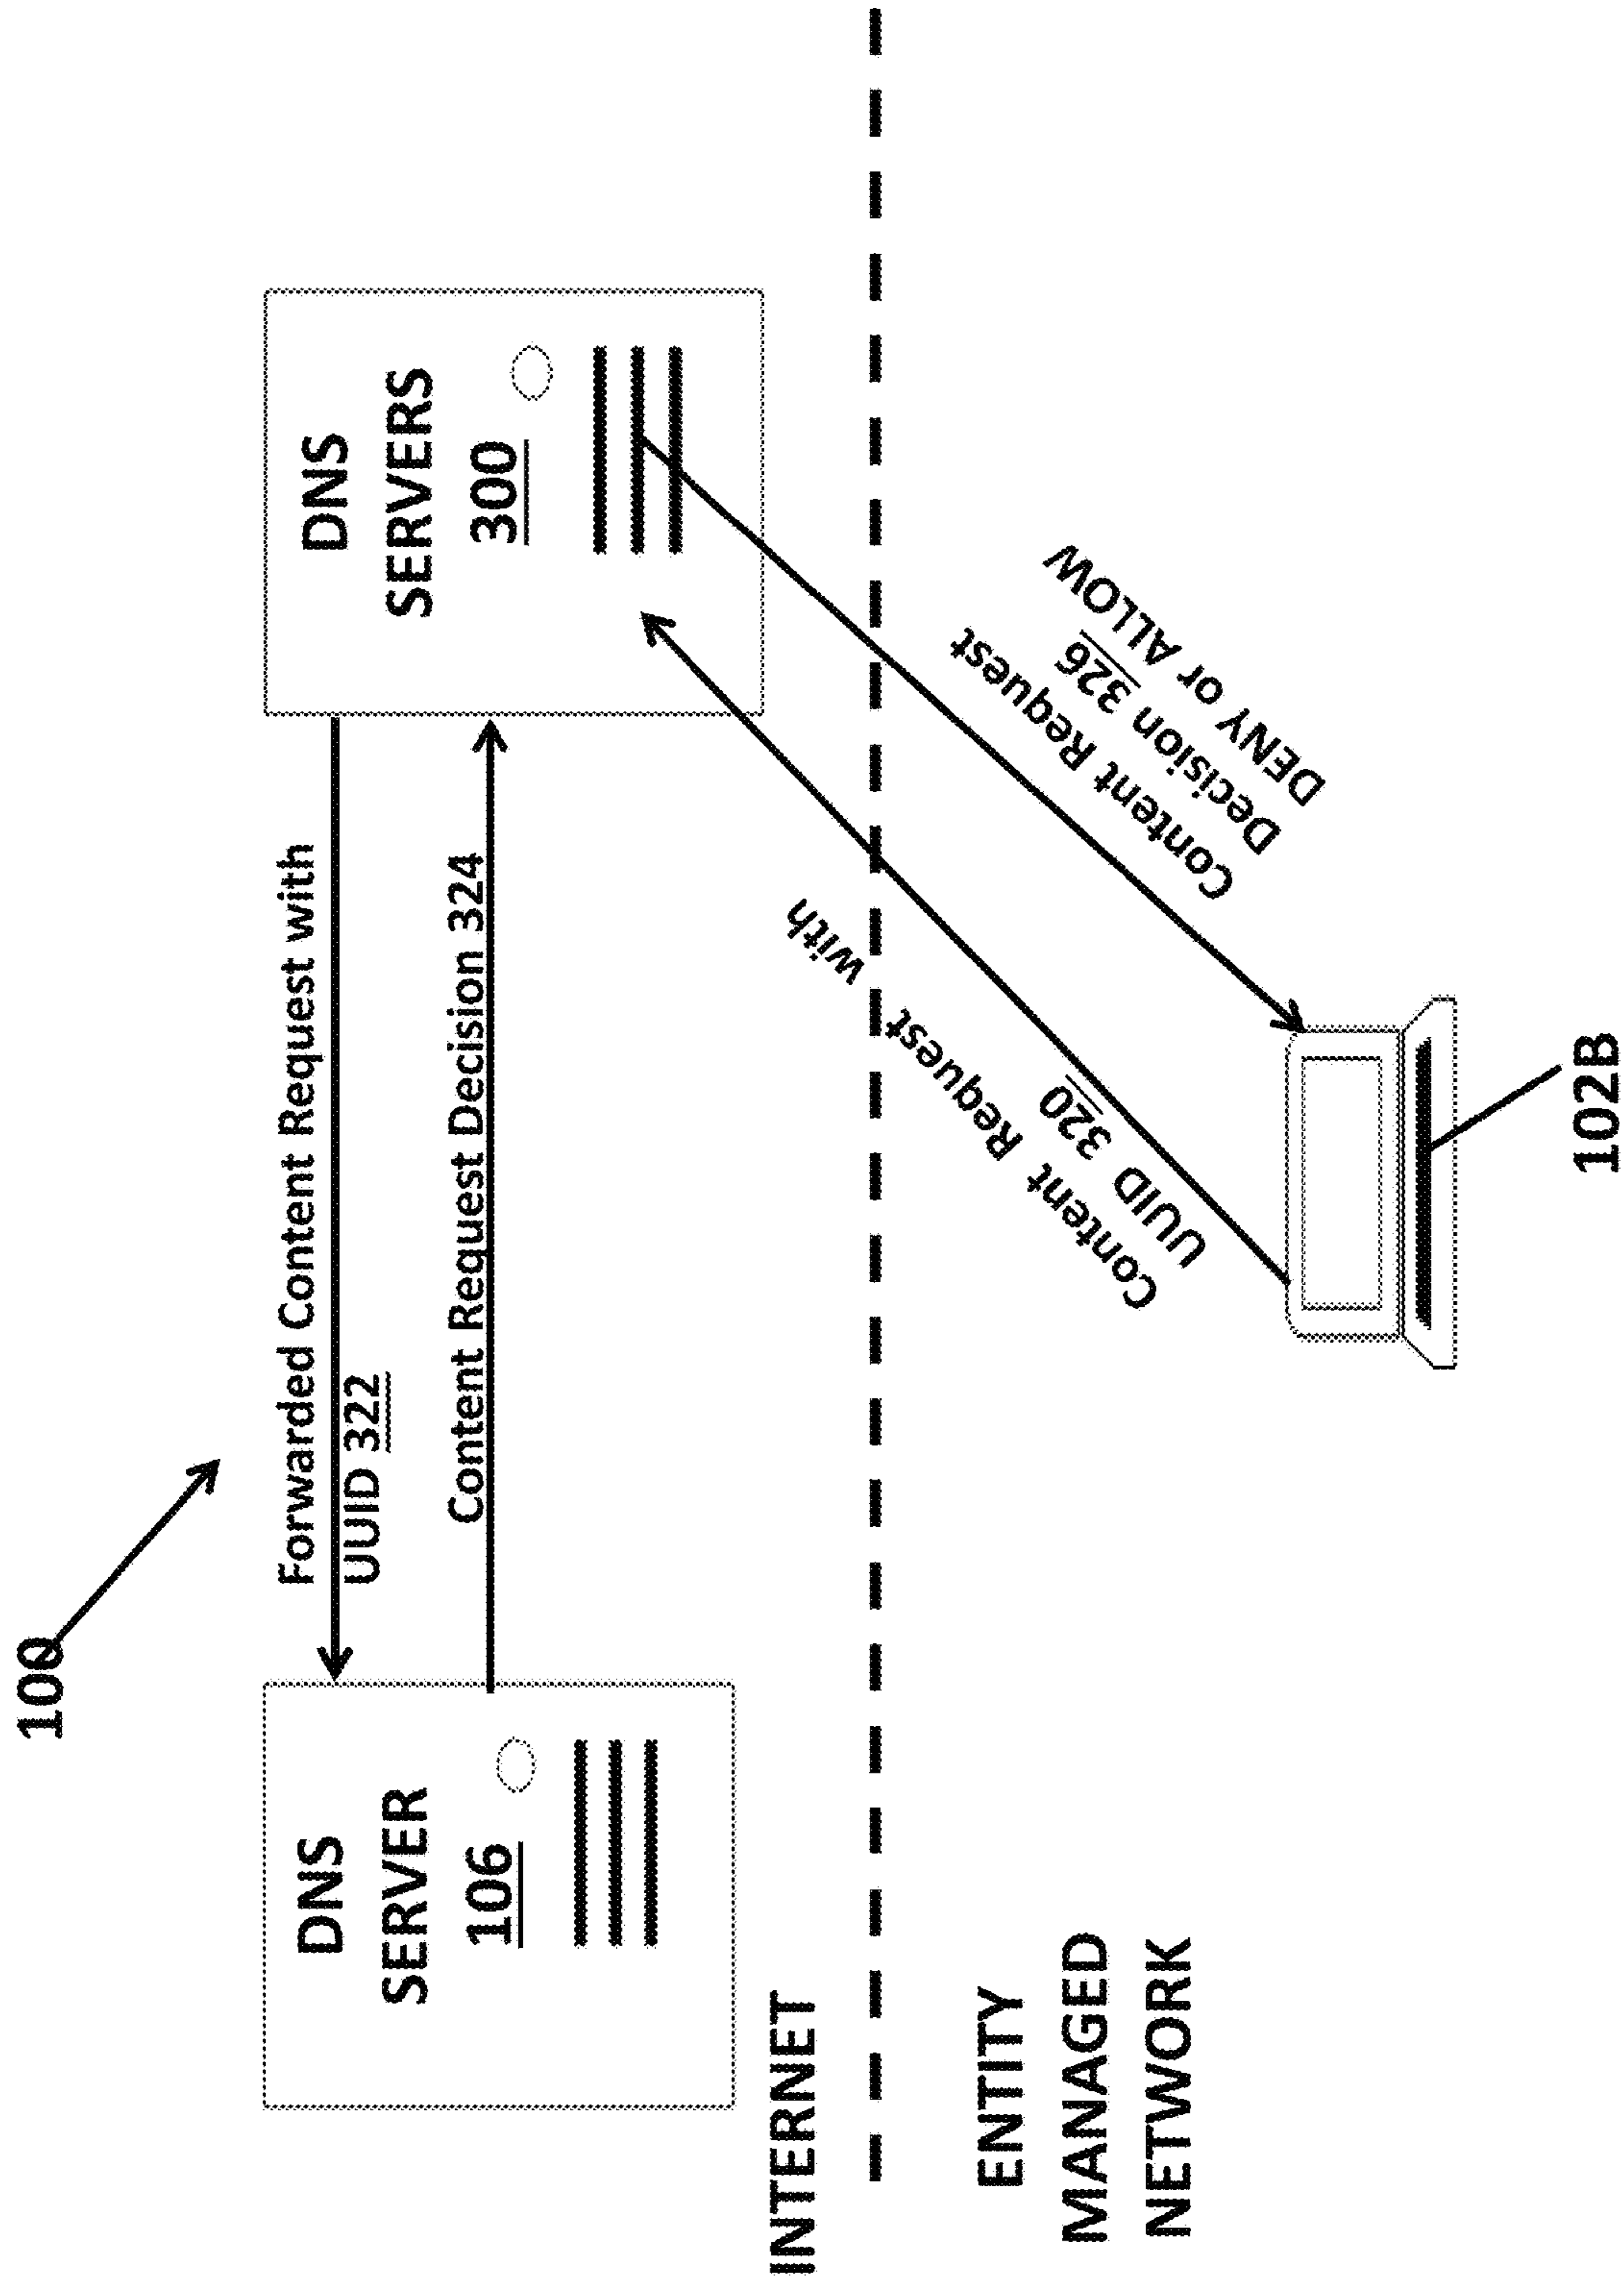 100
Forwarded Content Request with
UUID 322
Content Request Decision 324
DNS
SERVER
106
DNS
SERVERS
300
INTERNET
Content Request with
UUID 320
Content Request
Decision 326
DENY or ALLOW
ENTITY
MANAGED
NETWORK
102B